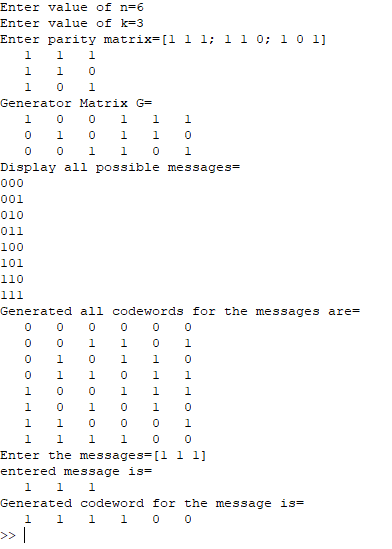 Enter value of n=6
Enter value of k=3
Enter parity matrix=[1 1 1; 1 1 0; 1 0 1]
1 1 1
1 1 0
1 0 1
Generator Matrix G=
1 0 0 1 1 1
0 1 0 1 1 0
0 0 1 1 0 1
Display all possible messages=
000
001
010
011
100
101
110
111
Generated all codewords for the messages are=
0 0 0 0 0 0
0 0 1 1 0 1
0 1 0 1 1 0
0 1 1 0 1 1
1 0 0 1 1 1
1 0 1 0 1 0
1 1 0 0 0 1
1 1 1 1 0 0
Enter the messages=[1 1 1]
entered message is=
1 1 1
Generated codeword for the message is=
1 1 1 1 0 0
>>